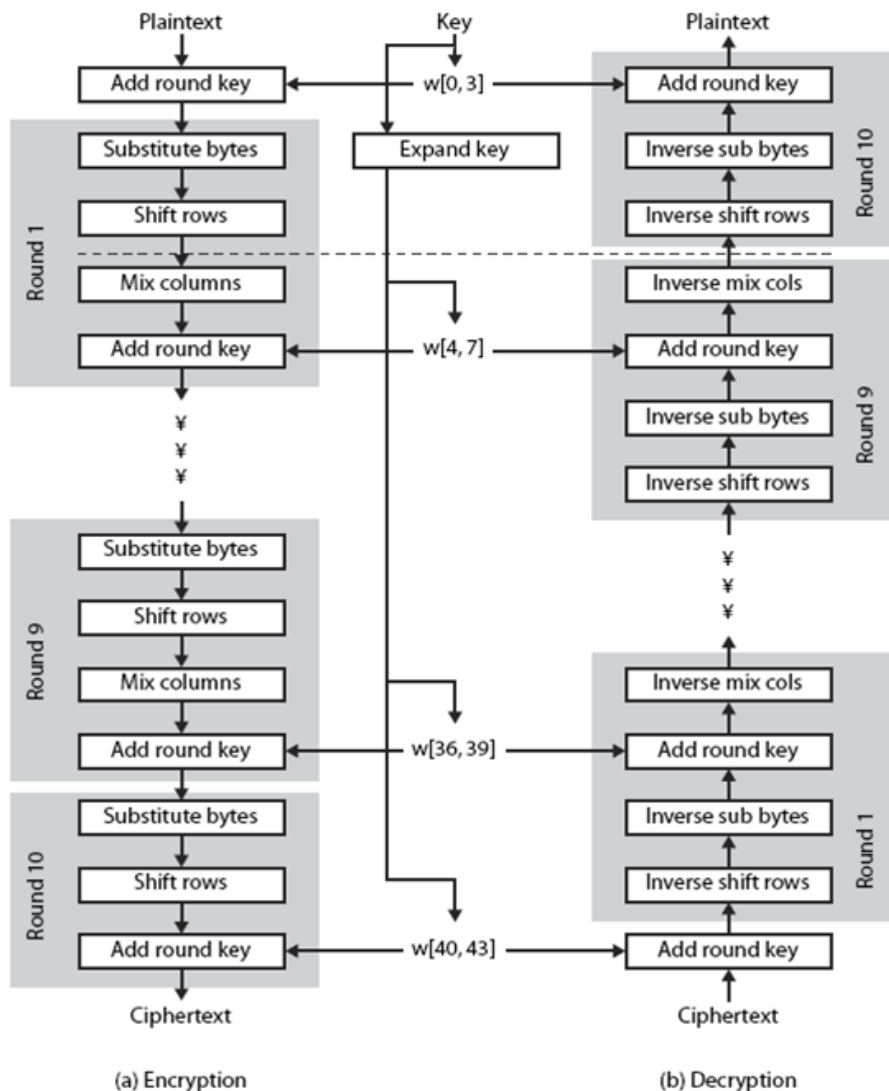 Plaintext
Key
Plaintext
Add round key
w[0, 3]
Add round key
Substitute bytes
Expand key
Inverse sub bytes
Round 10
Shift rows
Inverse shift rows
Round 1
Mix columns
Inverse mix cols
Add round key
w[4, 7]
Add round key
Round 9
¥
Inverse sub bytes
¥
¥
Inverse shift rows
Substitute bytes
¥
Shift rows
¥
¥
Round 9
Mix columns
Inverse mix cols
Add round key
w[36, 39]
Add round key
Substitute bytes
Inverse sub bytes
Round 1
Round 10
Shift rows
Inverse shift rows
Add round key
w[40, 43]
Add round key
Ciphertext
Ciphertext
(a) Encryption
(b) Decryption